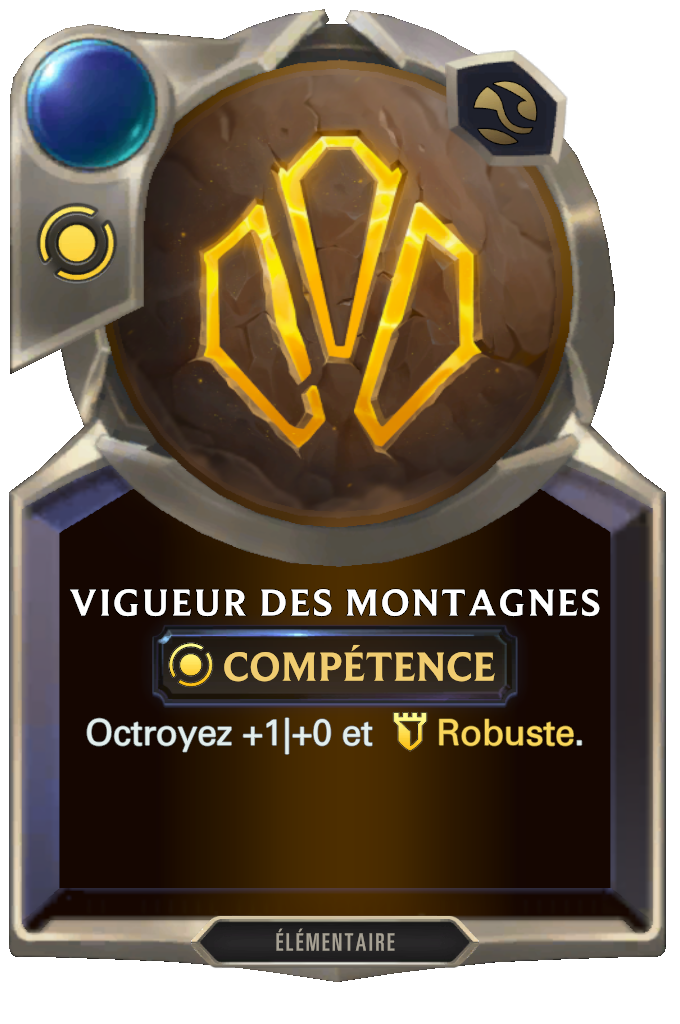 VIGUEUR DES MONTAGNES
COMPÉTENCE
Octroyez +1|+0 et Robuste.
ÉLÉMENTAIRE